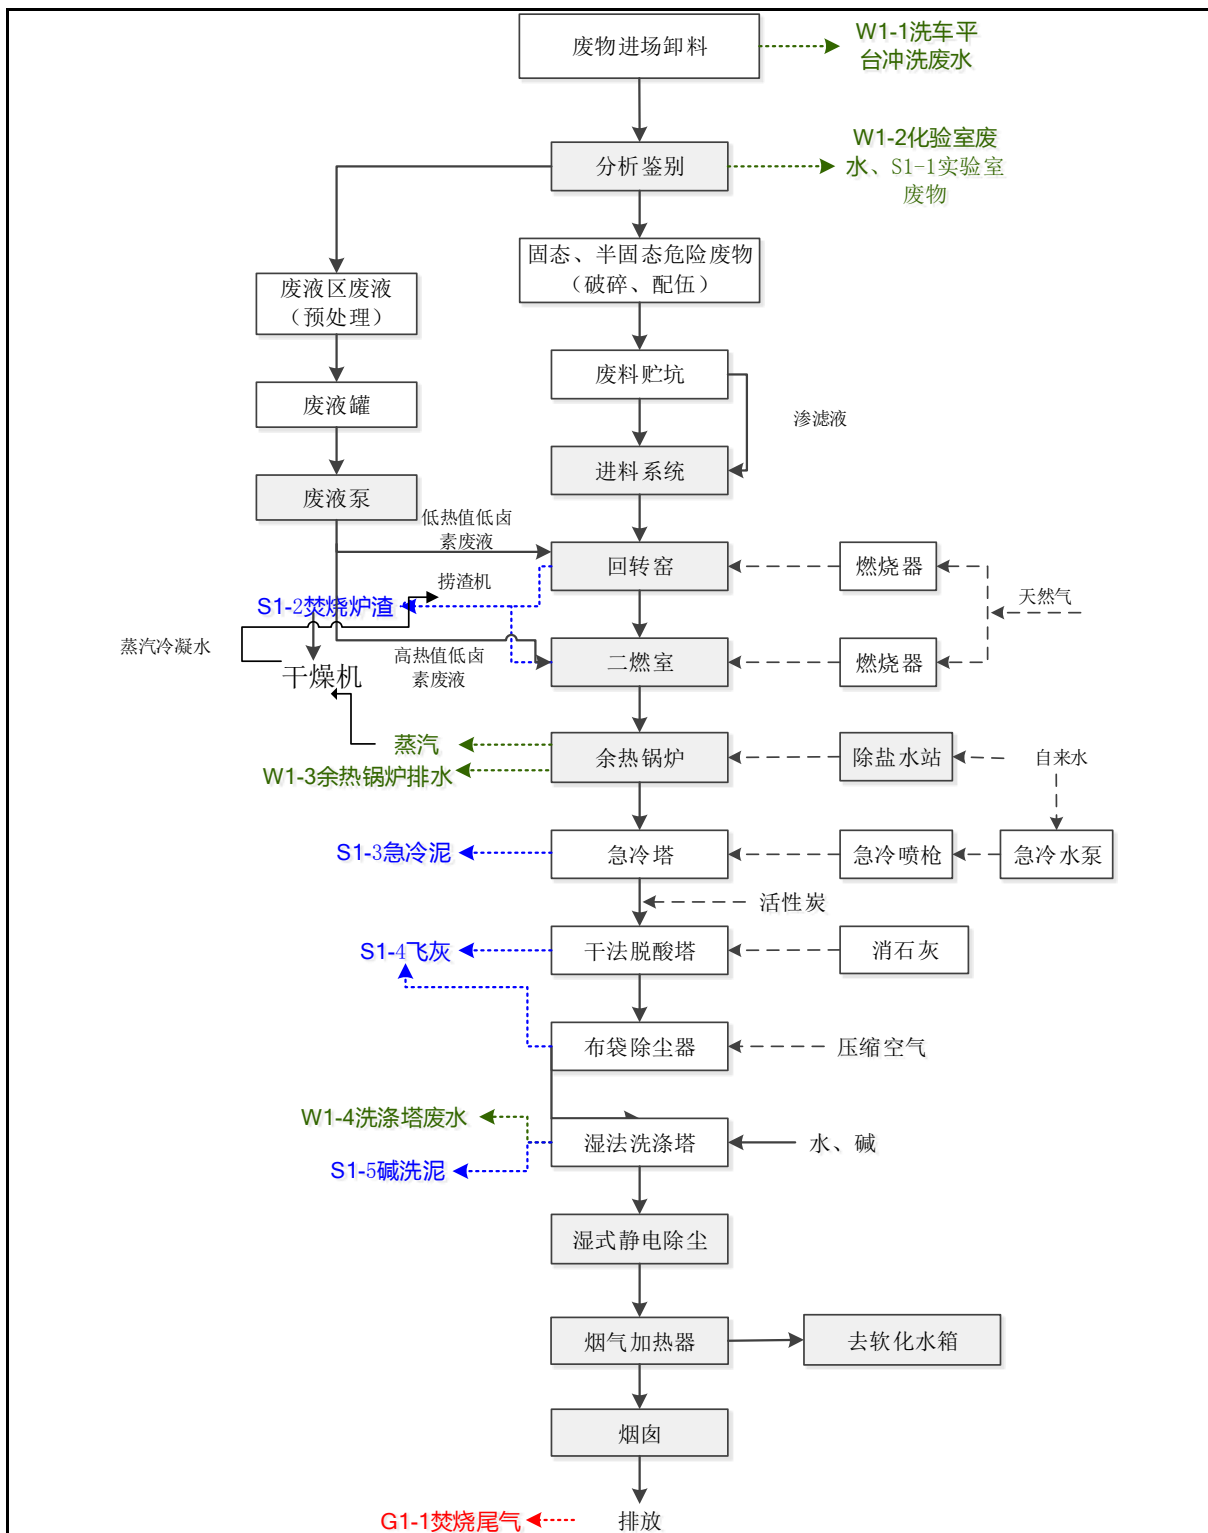 废物进场卸料
W1-1洗车平
台冲洗废水
分析鉴别
W1-2化验室废
水、S1-1实验室
废物
固态、半固态危险废物
（破碎、配伍）
废液区废液
（预处理）
废料贮坑
废液罐
渗滤液
进料系统
废液泵
低热值低卤
素废液
回转窑
燃烧器
捞渣机
S1-2焚烧炉渣
天然气
蒸汽冷凝水
高热值低卤
素废液
二燃室
燃烧器
干燥机
蒸汽
W1-3余热锅炉排水
余热锅炉
除盐水站
自来水
S1-3急冷泥
急冷塔
急冷喷枪
急冷水泵
活性炭
S1-4飞灰
干法脱酸塔
消石灰
布袋除尘器
压缩空气
W1-4洗涤塔废水
湿法洗涤塔
水、碱
S1-5碱洗泥
湿式静电除尘
烟气加热器
去软化水箱
烟囱
G1-1焚烧尾气
排放